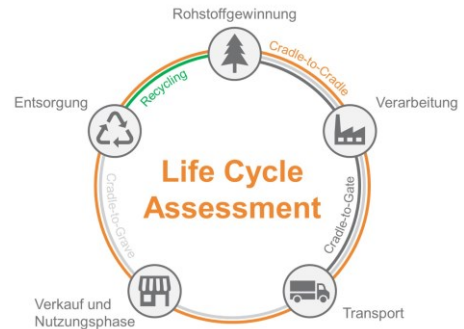 Rohstoffgewinnung
Cradle-to-Cradle
Recycling
Entsorgung
Verarbeitung
Life Cycle
Assessment
Cradle-to-Grave
Cradle-to-Gate
Verkauf und
Nutzungsphase
Transport